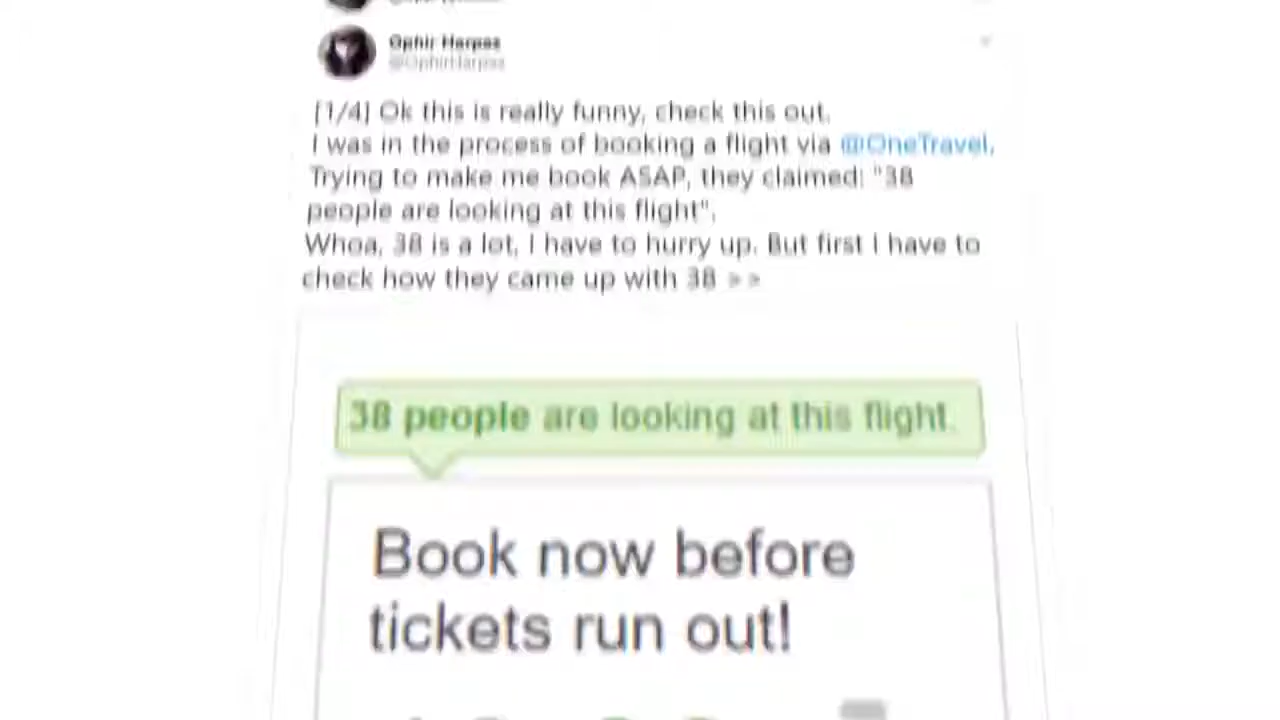 Ophir Harpaz
@OphirHarpaz
[1/4] Ok this is really funny, check this out.
I was in the process of booking a flight via @OneTravel.
Trying to make me book ASAP, they claimed: "38
people are looking at this flight".
Whoa, 38 is a lot, I have to hurry up. But first I have to
check how they came up with 38 >>
38 people are looking at this flight.
Book now before
tickets run out!